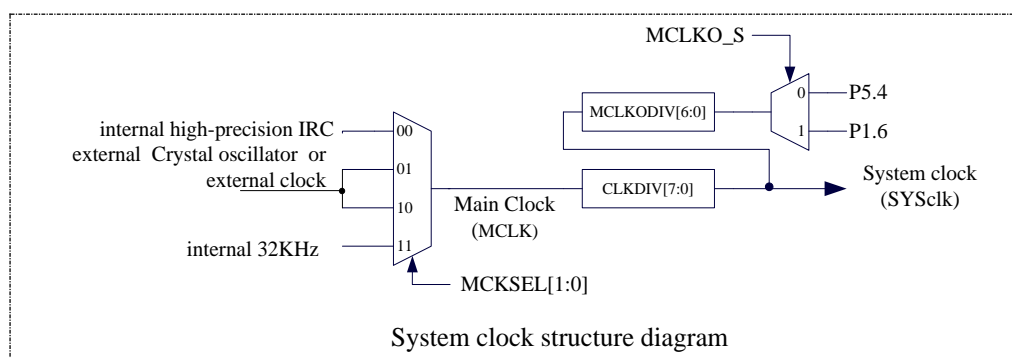 MCLKO_S
MCLKODIV[6:0]
0
P5.4
1
P1.6
internal high-precision IRC
00
external Crystal oscillator or
external clock
01
10
internal 32KHz
11
Main Clock
(MCLK)
CLKDIV[7:0]
System clock
(SYSclk)
MCKSEL[1:0]
System clock structure diagram